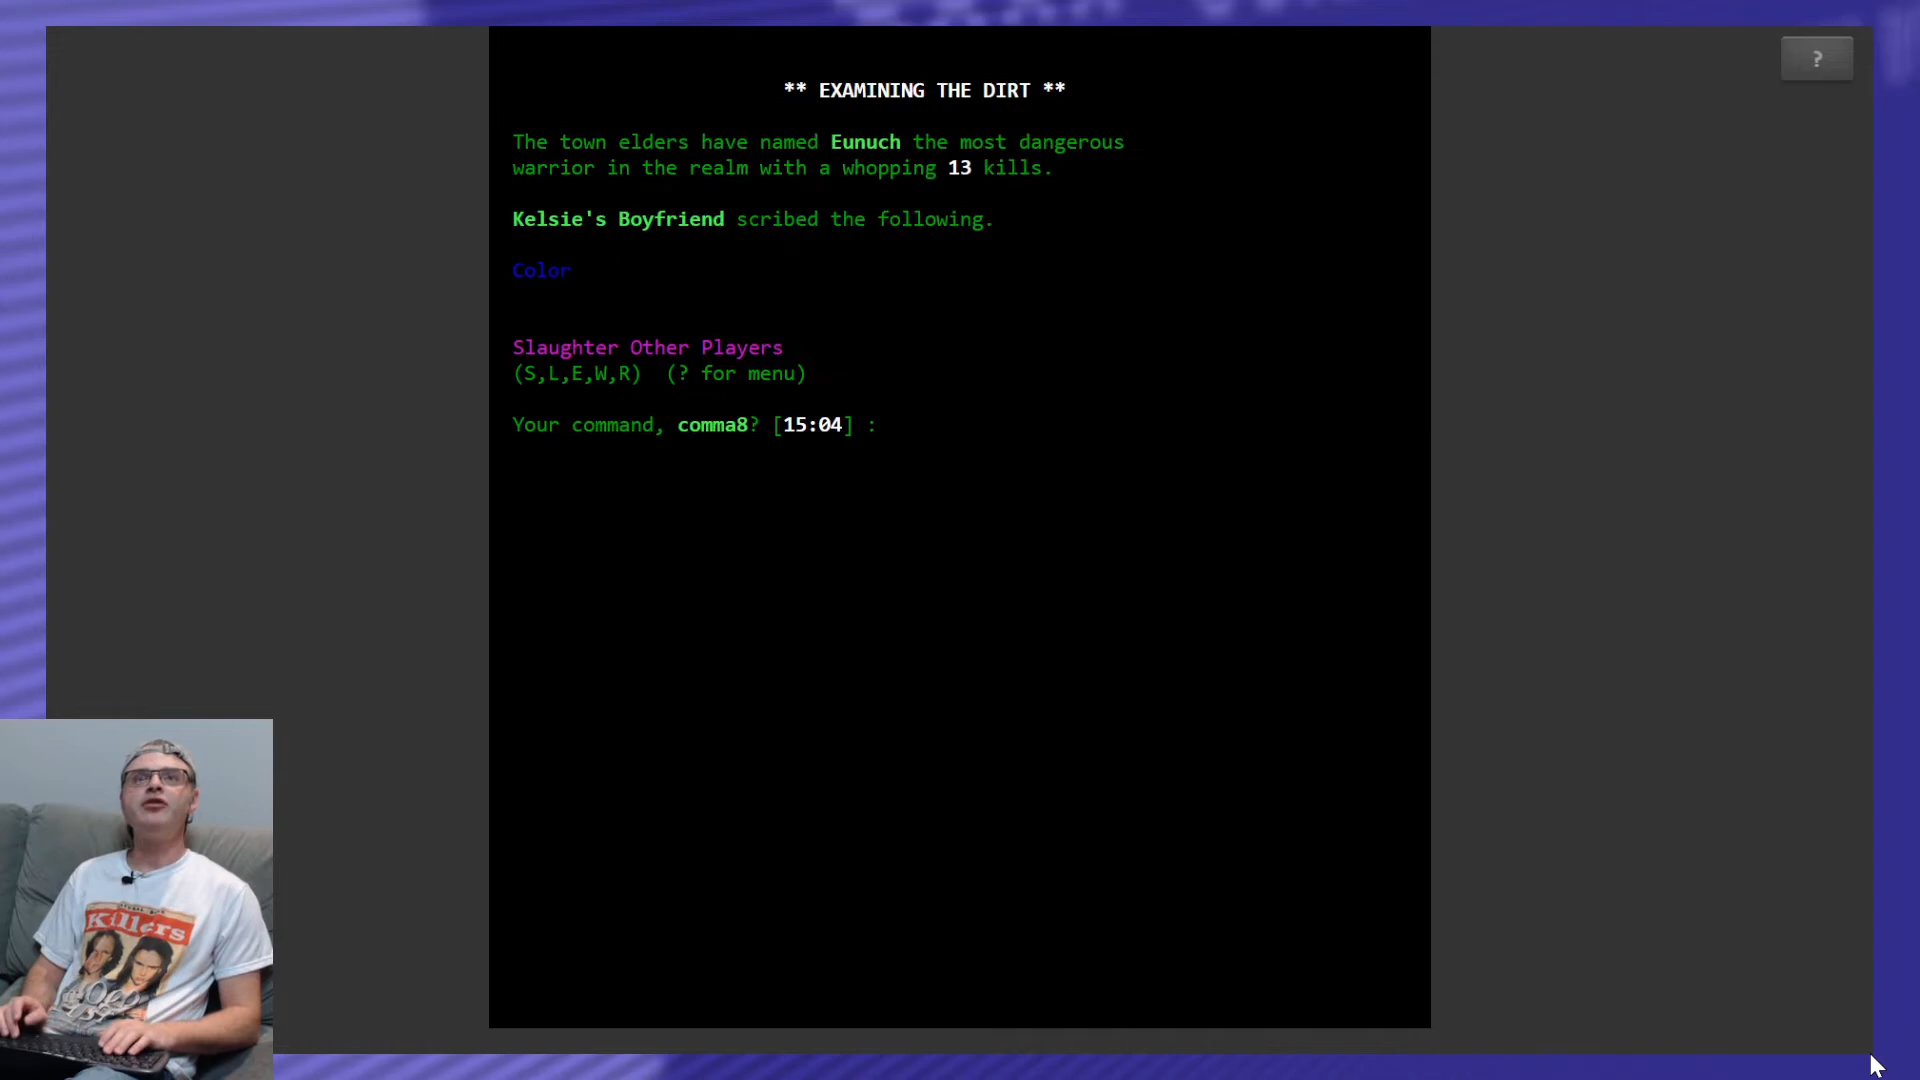 ?
** EXAMINING THE DIRT **
The town elders have named Eunuch the most dangerous
warrior in the realm with a whopping 13 kills.
Kelsie's Boyfriend scribed the following.
Color
Slaughter Other Players
(S,L,E,W,R)  (? for menu)
Your command, comma8? [15:04] :
Killers